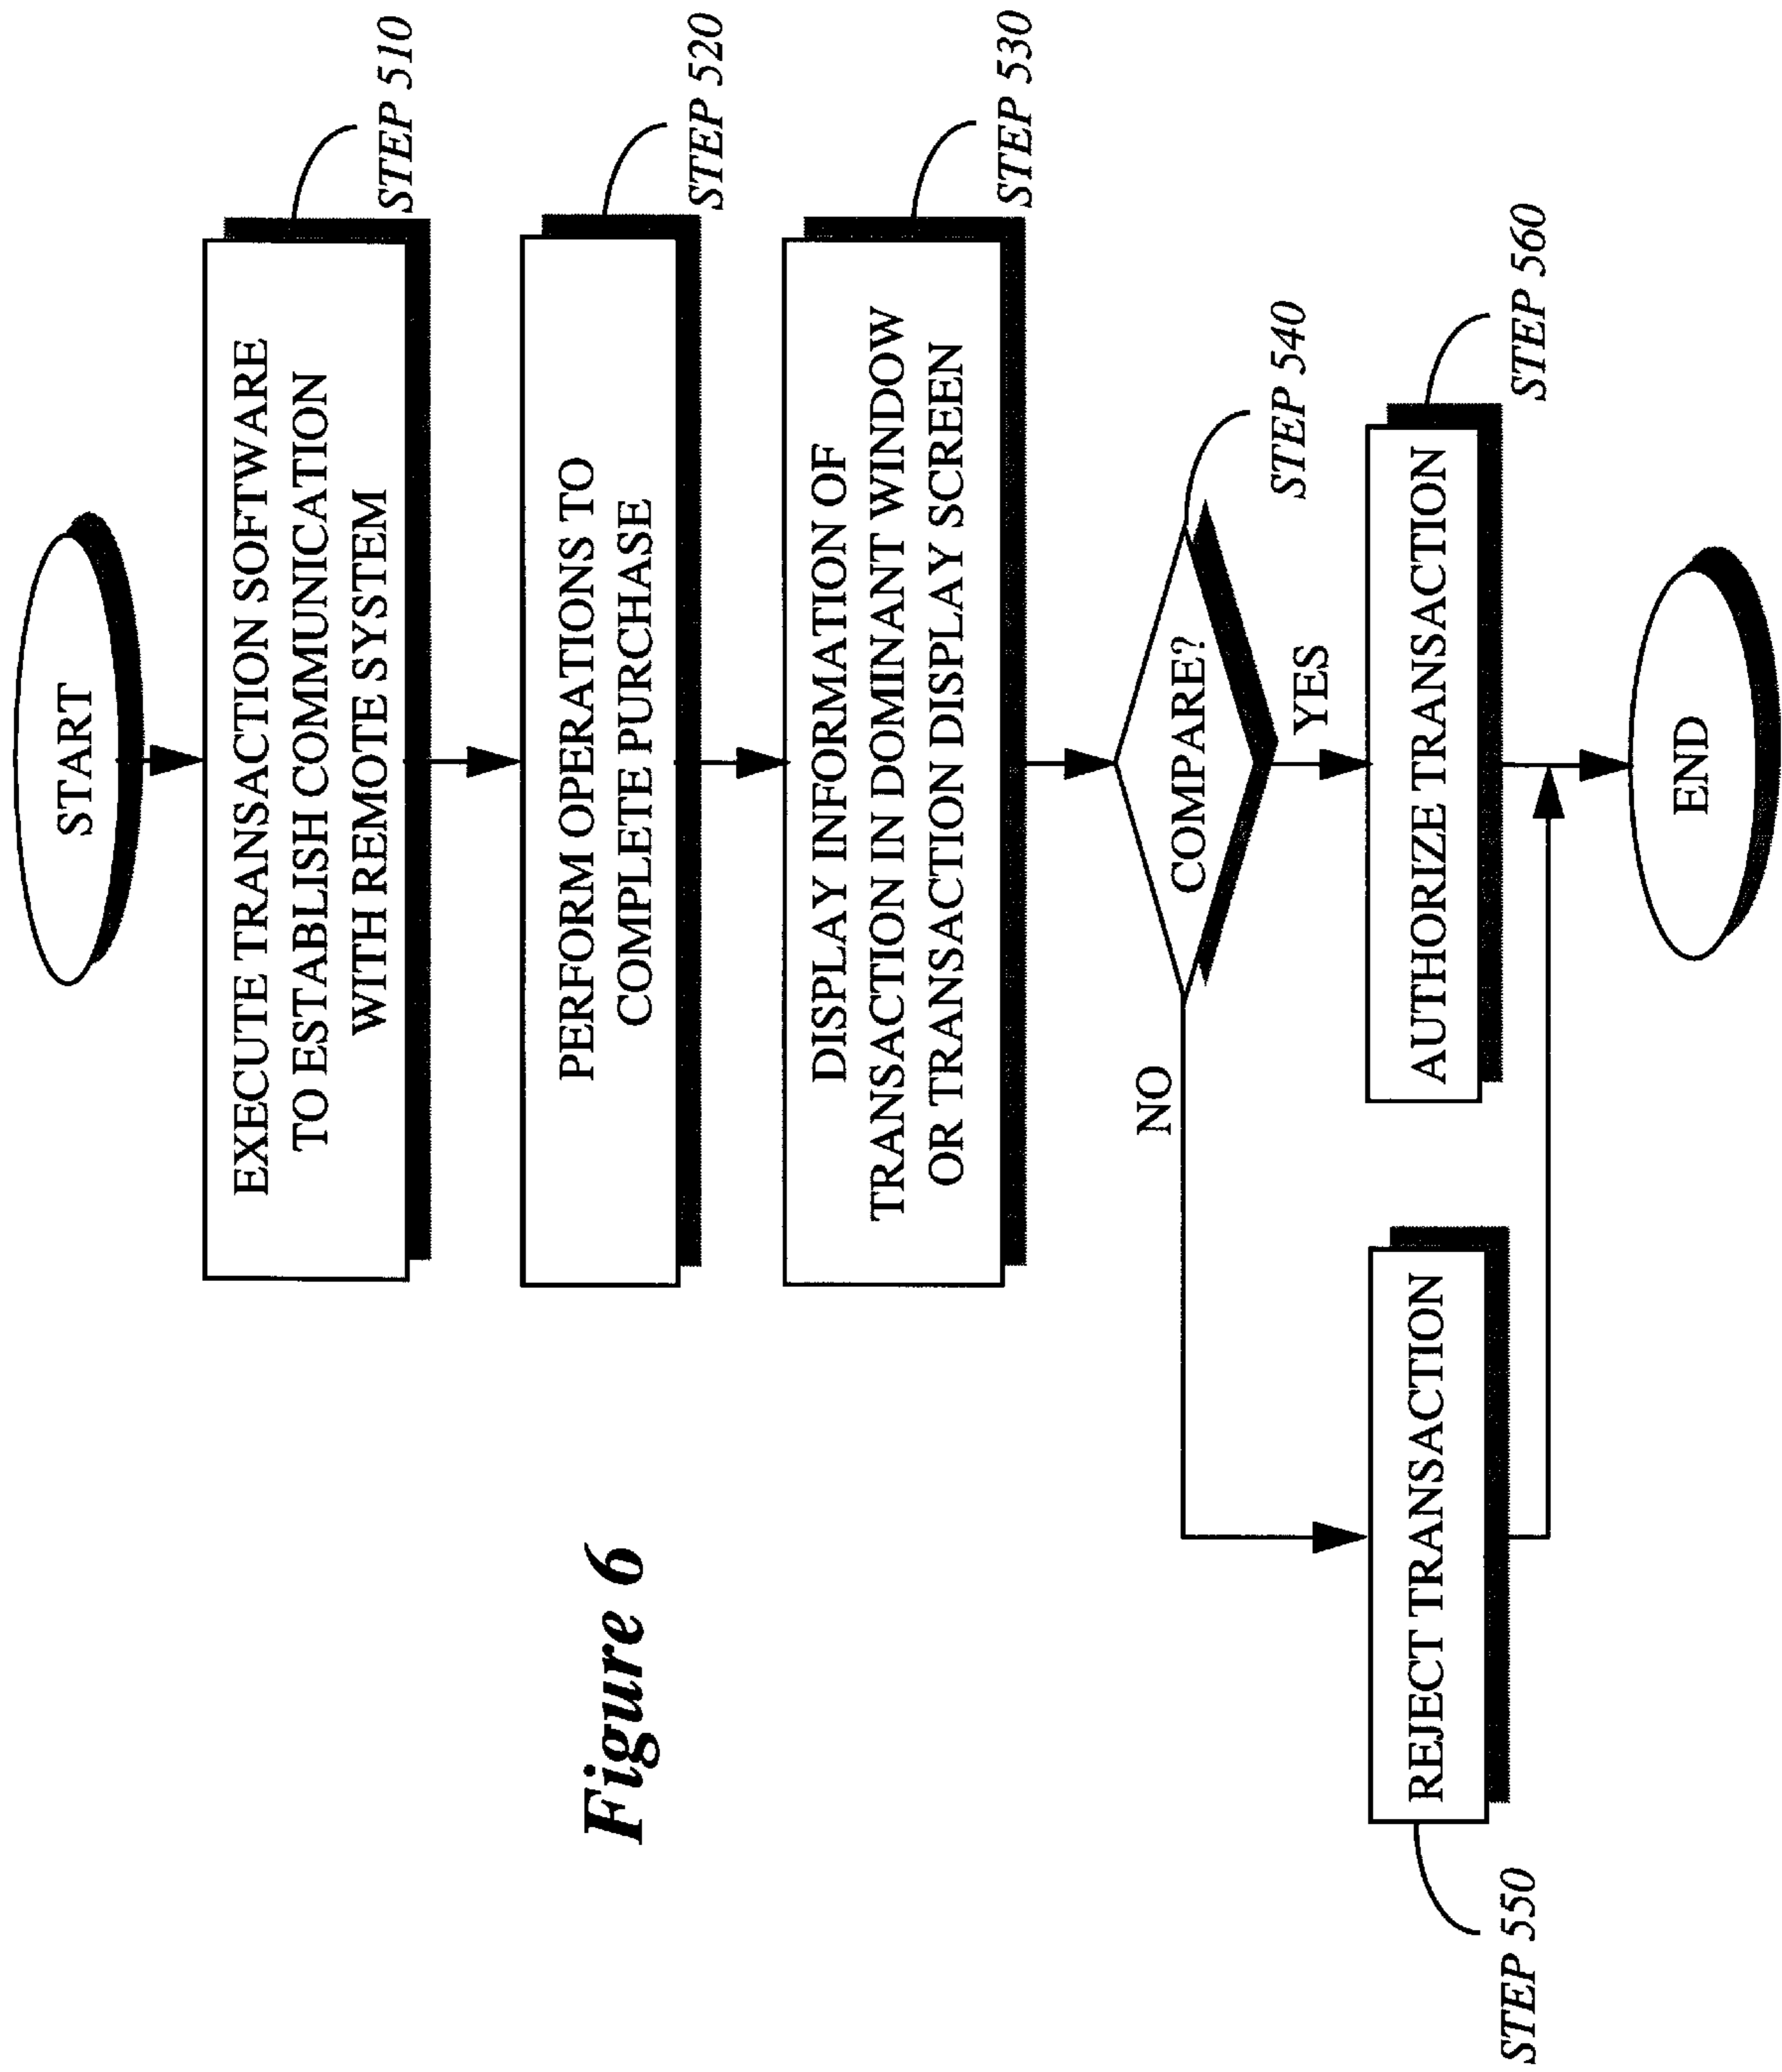 START
EXECUTE TRANSACTION SOFTWARE
TO ESTABLISH COMMUNICATION
WITH REMOTE SYSTEM
STEP 510
PERFORM OPERATIONS TO
COMPLETE PURCHASE
STEP 520
DISPLAY INFORMATION OF
TRANSACTION IN DOMINANT WINDOW
OR TRANSACTION DISPLAY SCREEN
STEP 530
COMPARE?
STEP 540
NO
YES
REJECT TRANSACTION
STEP 550
AUTHORIZE TRANSACTION
STEP 560
END
Figure 6